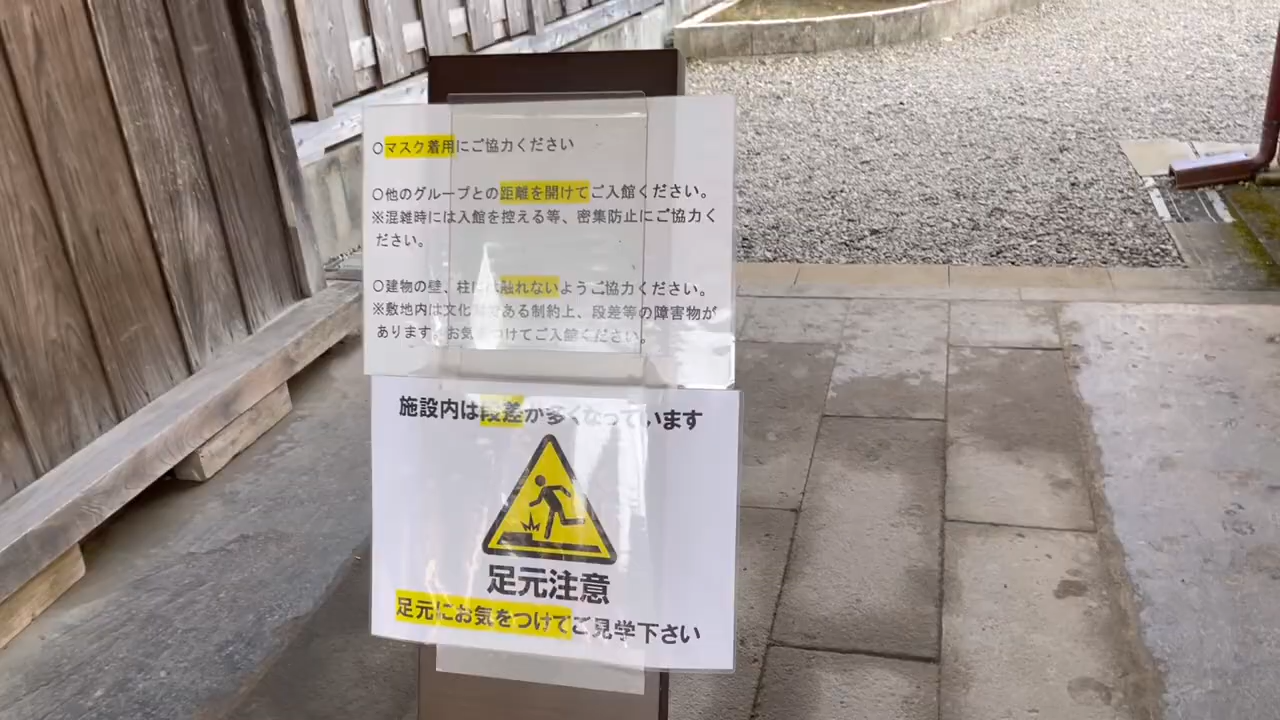 ○マスク着用にご協力ください
○他のグループとの距離を開けてご入館ください。
※混雑時には入館を控える等、密集防止にご協力く
ださい。
○建物の壁、柱には触れないようご協力ください。
※敷地内は文化財である制約上、段差等の障害物が
あります。お気をつけてご入館ください。
施設内は段差が多くなっています
足元注意
足元にお気をつけてご見学下さい